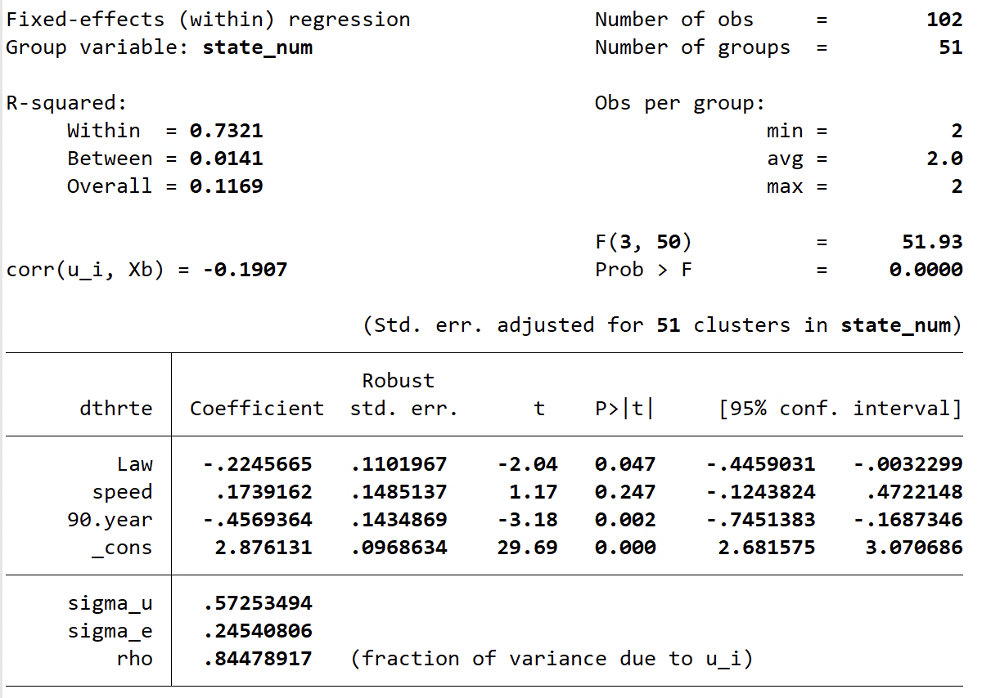 Fixed-effects (within) regression Number of obs = 102
Group variable: state_num Number of groups = 51
R-squared: Obs per group:
Within = 0.7321 min = 2
Between = 0.0141 avg = 2.0
Overall = 0.1169 max = 2
F(3, 50) = 51.93
corr(u_i, Xb) = -0.1907 Prob > F = 0.0000
(Std. err. adjusted for 51 clusters in state_num)
Robust
dthrte Coefficient std. err. t P>|t| [95% conf. interval]
Law -.2245665 .1101967 -2.04 0.047 -.4459031 -.0032299
speed .1739162 .1485137 1.17 0.247 -.1243824 .4722148
90.year -.4569364 .1434869 -3.18 0.002 -.7451383 -.1687346
_cons 2.876131 .0968634 29.69 0.000 2.681575 3.070686
sigma_u .57253494
sigma_e .24540806
rho .84478917 (fraction of variance due to u_i)